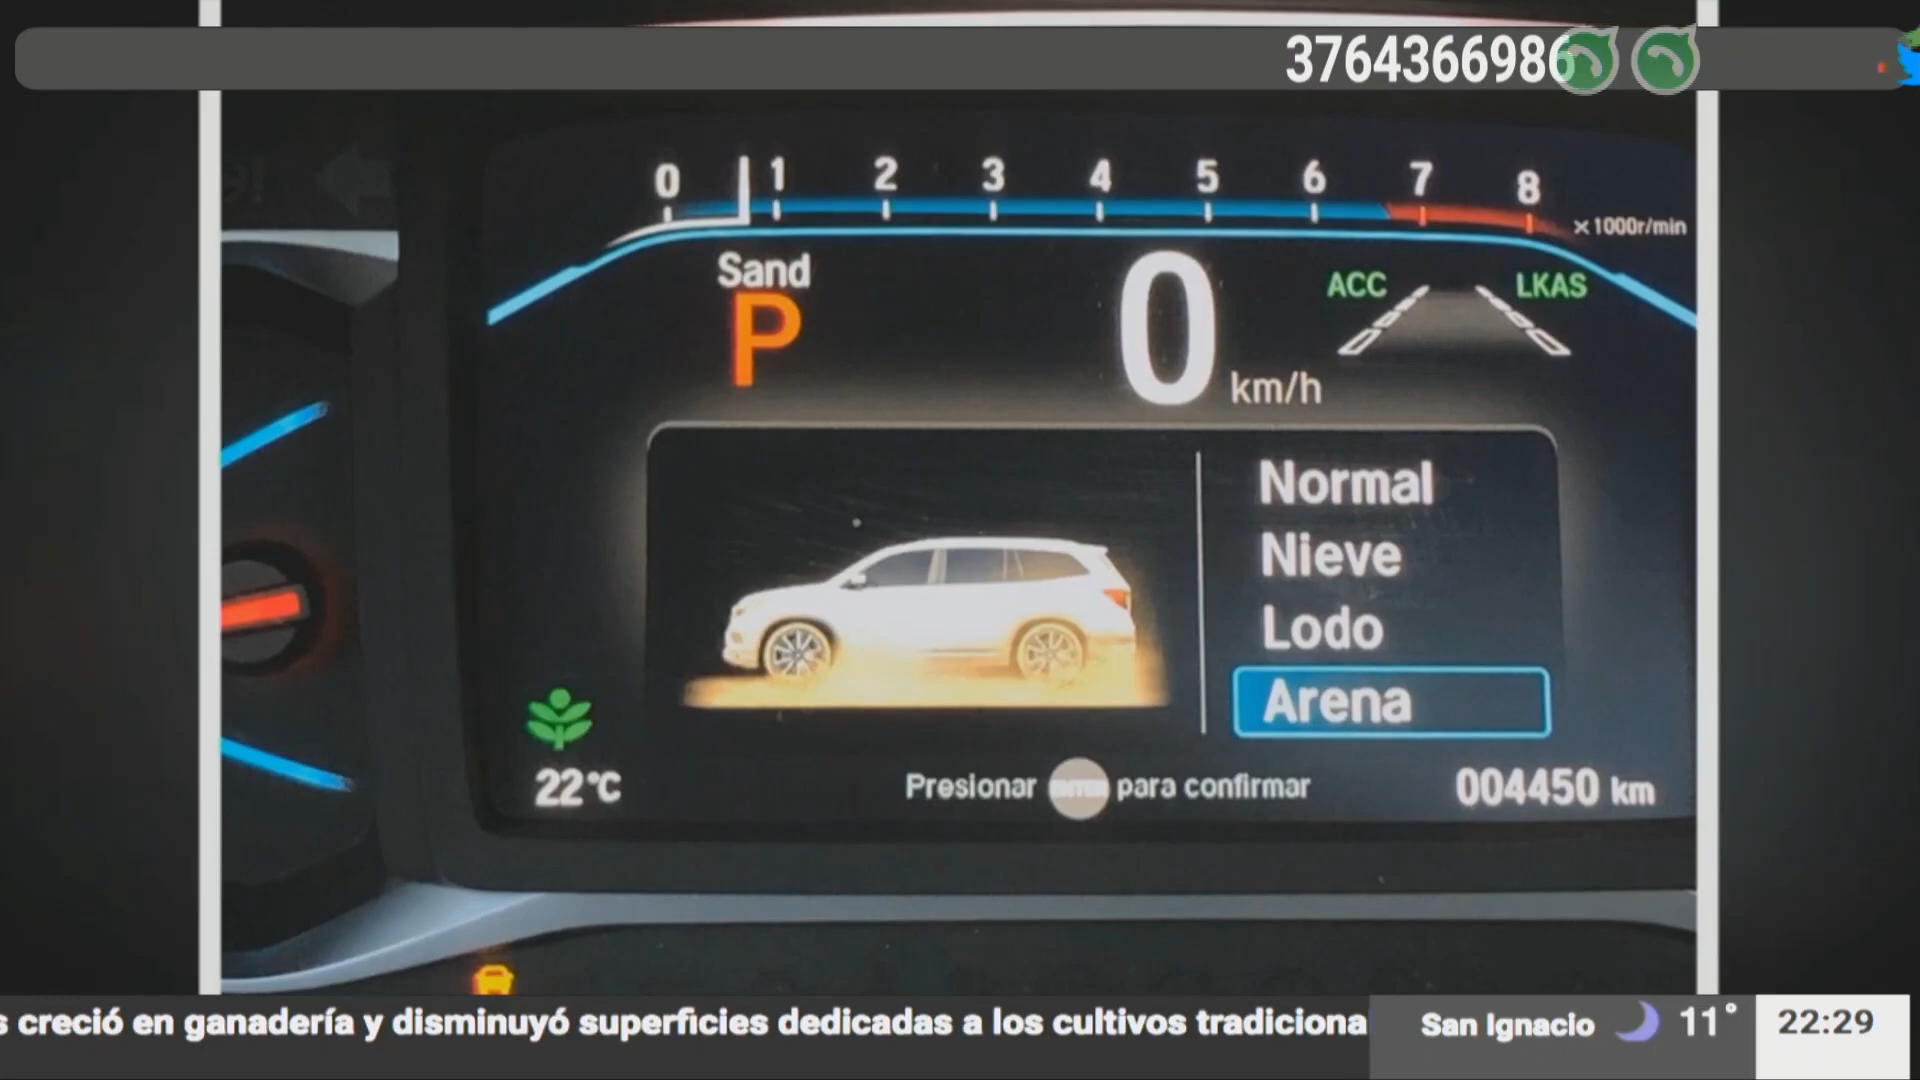 3764366986
0 1 2 3 4 5 6 7 8
×1000r/min
Sand
P
0 km/h
ACC
LKAS
Normal
Nieve
Lodo
Arena
22°C
Presionar para confirmar
004450 km
s creció en ganadería y disminuyó superficies dedicadas a los cultivos tradiciona
San Ignacio 11° 22:29